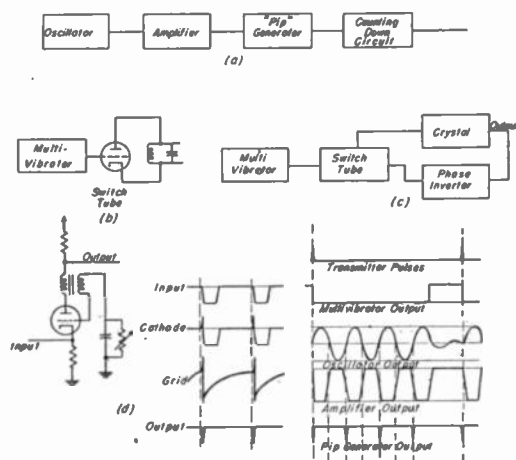 Oscillator
Amplifier
"Pip"
Generator
Counting
Down
Circuit
(a)
Multi-
Vibrator
Switch
Tube
(b)
Multi
Vibrator
Switch
Tube
Crystal
Output
Phase
Inverter
(c)
Output
Input
(d)
Input
Cathode
Grid
Output
Transmitter Pulses
Multivibrator Output
Oscillator Output
Amplifier Output
Pip Generator Output